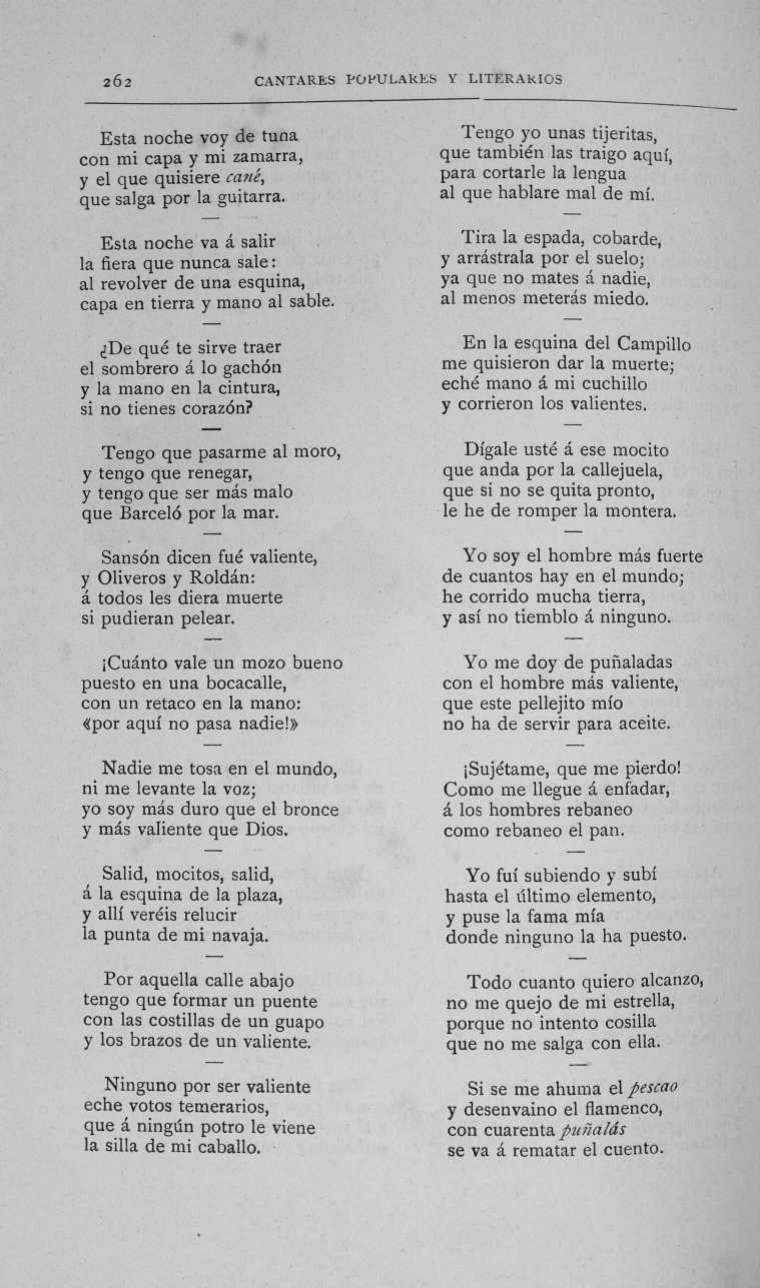 262
CANTARES POPULARES Y LITERARIOS
Esta noche voy de tuna
con mi capa y mi zamarra,
y el que quisiere cané,
que salga por la guitarra.
Esta noche va á salir
la fiera que nunca sale:
al revolver de una esquina,
capa en tierra y mano al sable.
¿De qué te sirve traer
el sombrero á lo gachón
y la mano en la cintura,
si no tienes corazón?
Tengo que pasarme al moro,
y tengo que renegar,
y tengo que ser más malo
que Barceló por la mar.
Sansón dicen fué valiente,
y Oliveros y Roldán:
á todos les diera muerte
si pudieran pelear.
¡Cuánto vale un mozo bueno
puesto en una bocacalle,
con un retaco en la mano:
«por aquí no pasa nadie!»
Nadie me tosa en el mundo,
ni me levante la voz;
yo soy más duro que el bronce
y más valiente que Dios.
Salid, mocitos, salid,
á la esquina de la plaza,
y allí veréis relucir
la punta de mi navaja.
Por aquella calle abajo
tengo que formar un puente
con las costillas de un guapo
y los brazos de un valiente.
Ninguno por ser valiente
eche votos temerarios,
que á ningún potro le viene
la silla de mi caballo.
Tengo yo unas tijeritas,
que también las traigo aquí,
para cortarle la lengua
al que hablare mal de mí.
Tira la espada, cobarde,
y arrástrala por el suelo;
ya que no mates á nadie,
al menos meterás miedo.
En la esquina del Campillo
me quisieron dar la muerte;
eché mano á mi cuchillo
y corrieron los valientes.
Dígale usté á ese mocito
que anda por la callejuela,
que si no se quita pronto,
le he de romper la montera.
Yo soy el hombre más fuerte
de cuantos hay en el mundo;
he corrido mucha tierra,
y así no tiemblo á ninguno.
Yo me doy de puñaladas
con el hombre más valiente,
que este pellejito mío
no ha de servir para aceite.
¡Sujétame, que me pierdo!
Como me llegue á enfadar,
á los hombres rebaneo
como rebaneo el pan.
Yo fuí subiendo y subí
hasta el último elemento,
y puse la fama mía
donde ninguno la ha puesto.
Todo cuanto quiero alcanzo,
no me quejo de mi estrella,
porque no intento cosilla
que no me salga con ella.
Si se me ahuma el pescao
y desenvaino el flamenco,
con cuarenta puñalás
se va á rematar el cuento.